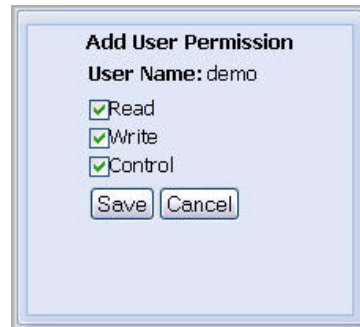 Add User Permission
User Name: demo
Read
Write
Control
Save Cancel